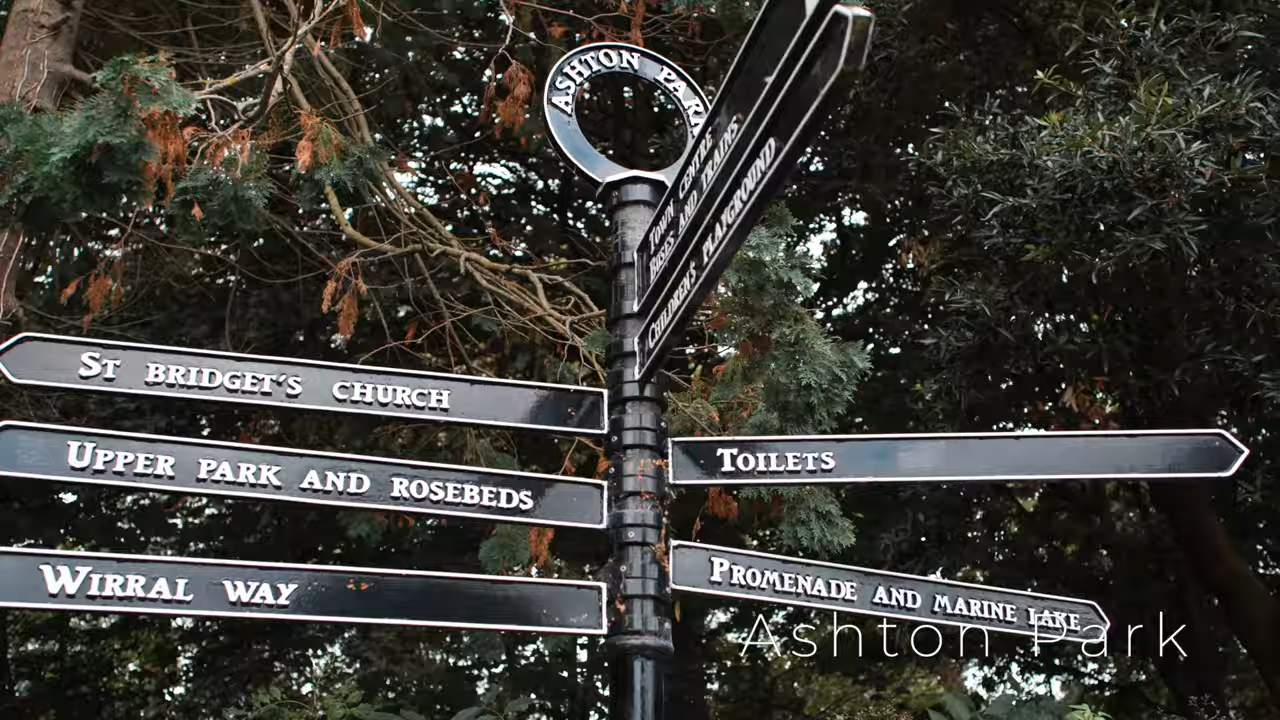 ASHTON PARK
TOWN CENTRE
BUSES AND TRAINS
CHILDREN'S PLAYGROUND
ST BRIDGET'S CHURCH
UPPER PARK AND ROSEBEDS
WIRRAL WAY
TOILETS
PROMENADE AND MARINE LAKE
Ashton Park